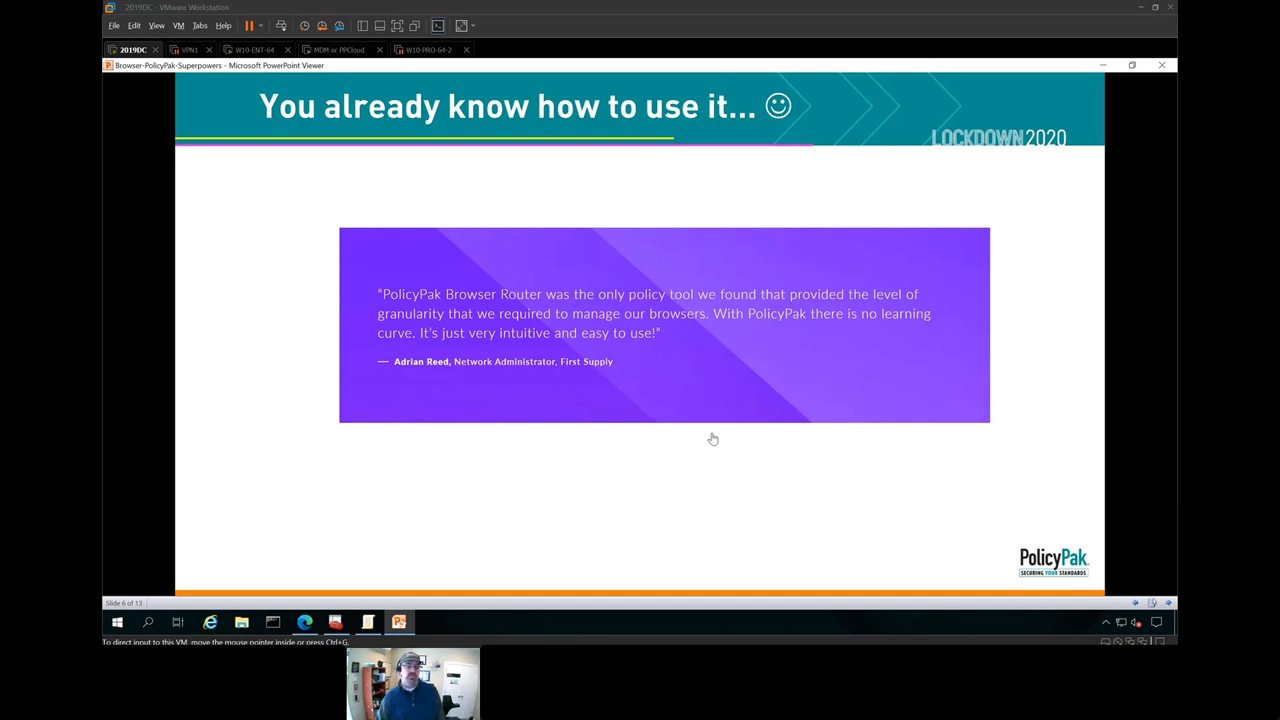 2019DC - VMware Workstation
File Edit View VM Tabs Help
2019DC VPN1 W10-ENT-64 MDM or PPCloud W10-PRO-64-2
Browser-PolicyPak-Superpowers - Microsoft PowerPoint Viewer
You already know how to use it...
LOCKDOWN2020
"PolicyPak Browser Router was the only policy tool we found that provided the level of
granularity that we required to manage our browsers. With PolicyPak there is no learning
curve. It's just very intuitive and easy to use!"
— Adrian Reed, Network Administrator, First Supply
PolicyPak
SECURING YOUR STANDARDS
Slide 6 of 13
To direct input to this VM, move the mouse pointer inside or press Ctrl+G.